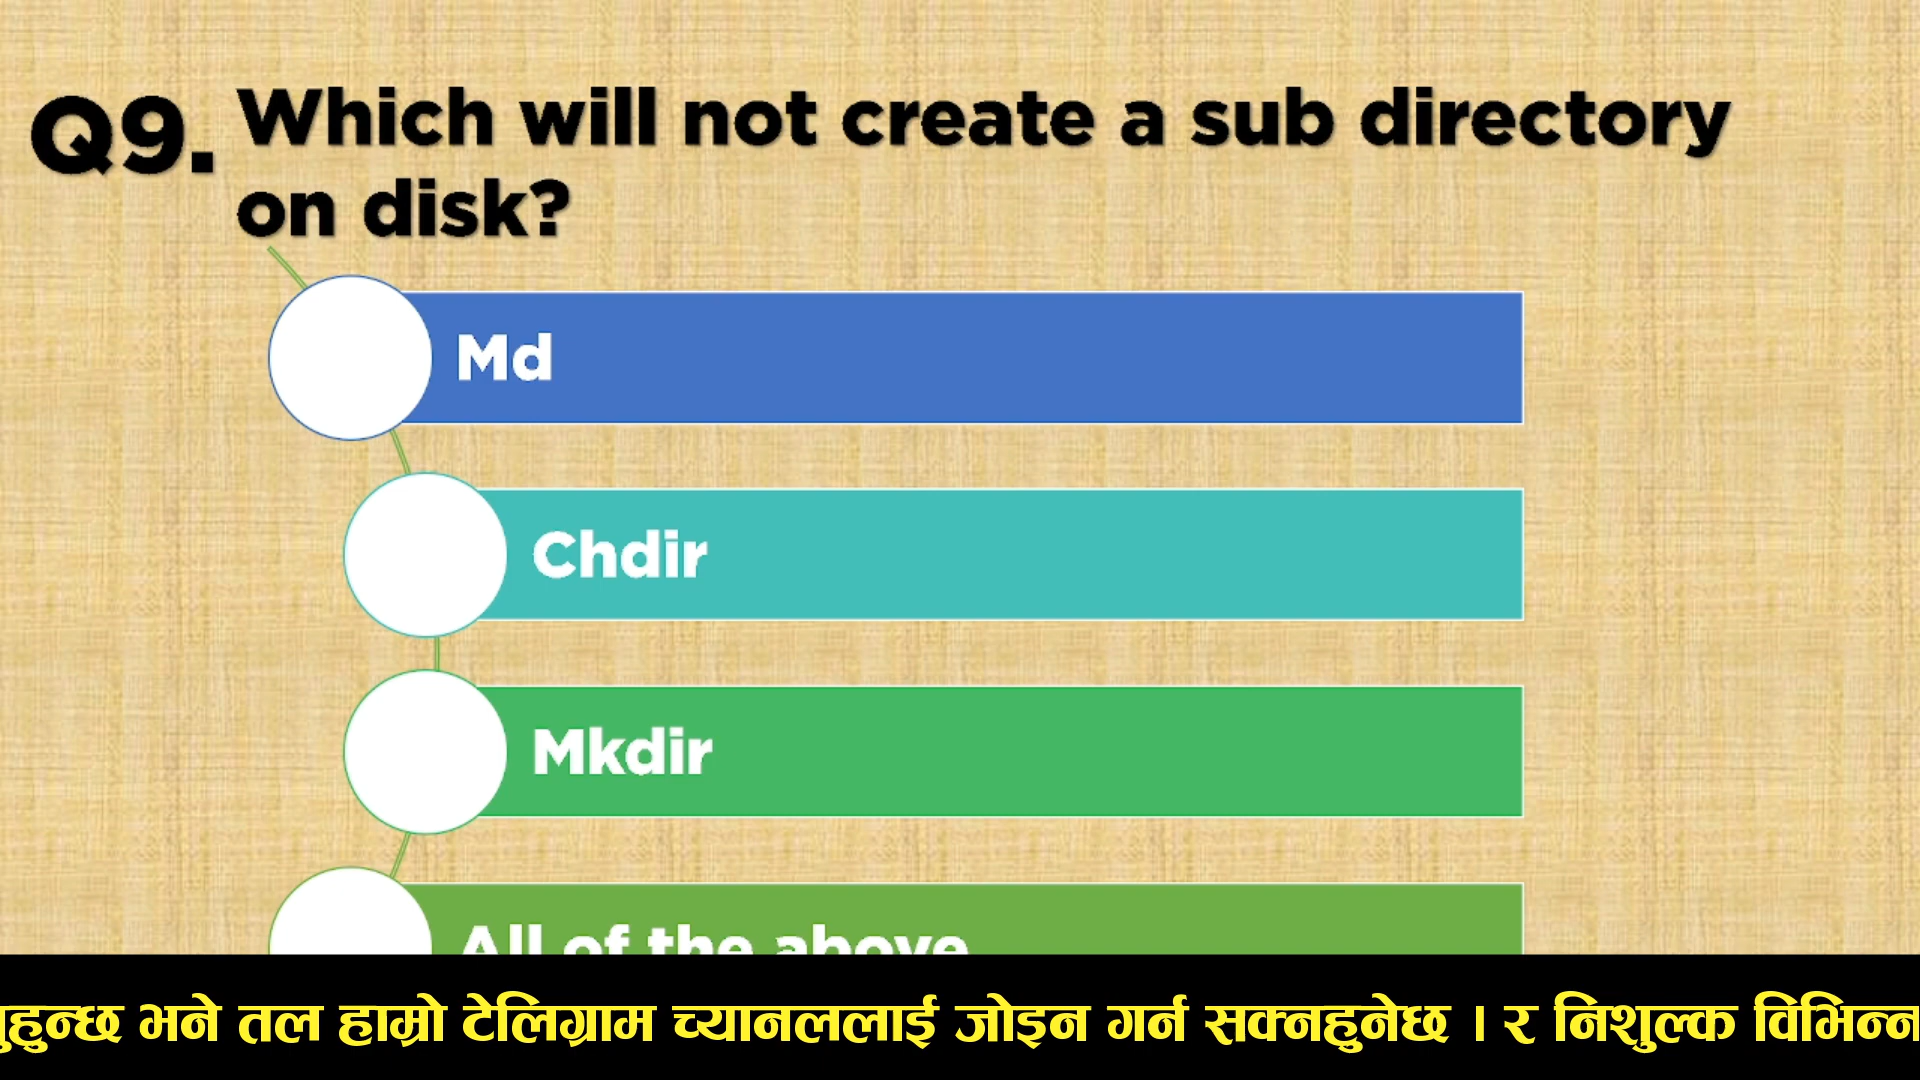 Q9. Which will not create a sub directory
on disk?
Md
Chdir
Mkdir
All of the above
भने तल हाम्रो टेलिग्राम च्यानललाई जोइन गर्न सक्नहुनेछ । र निशुल्क विभिन्न